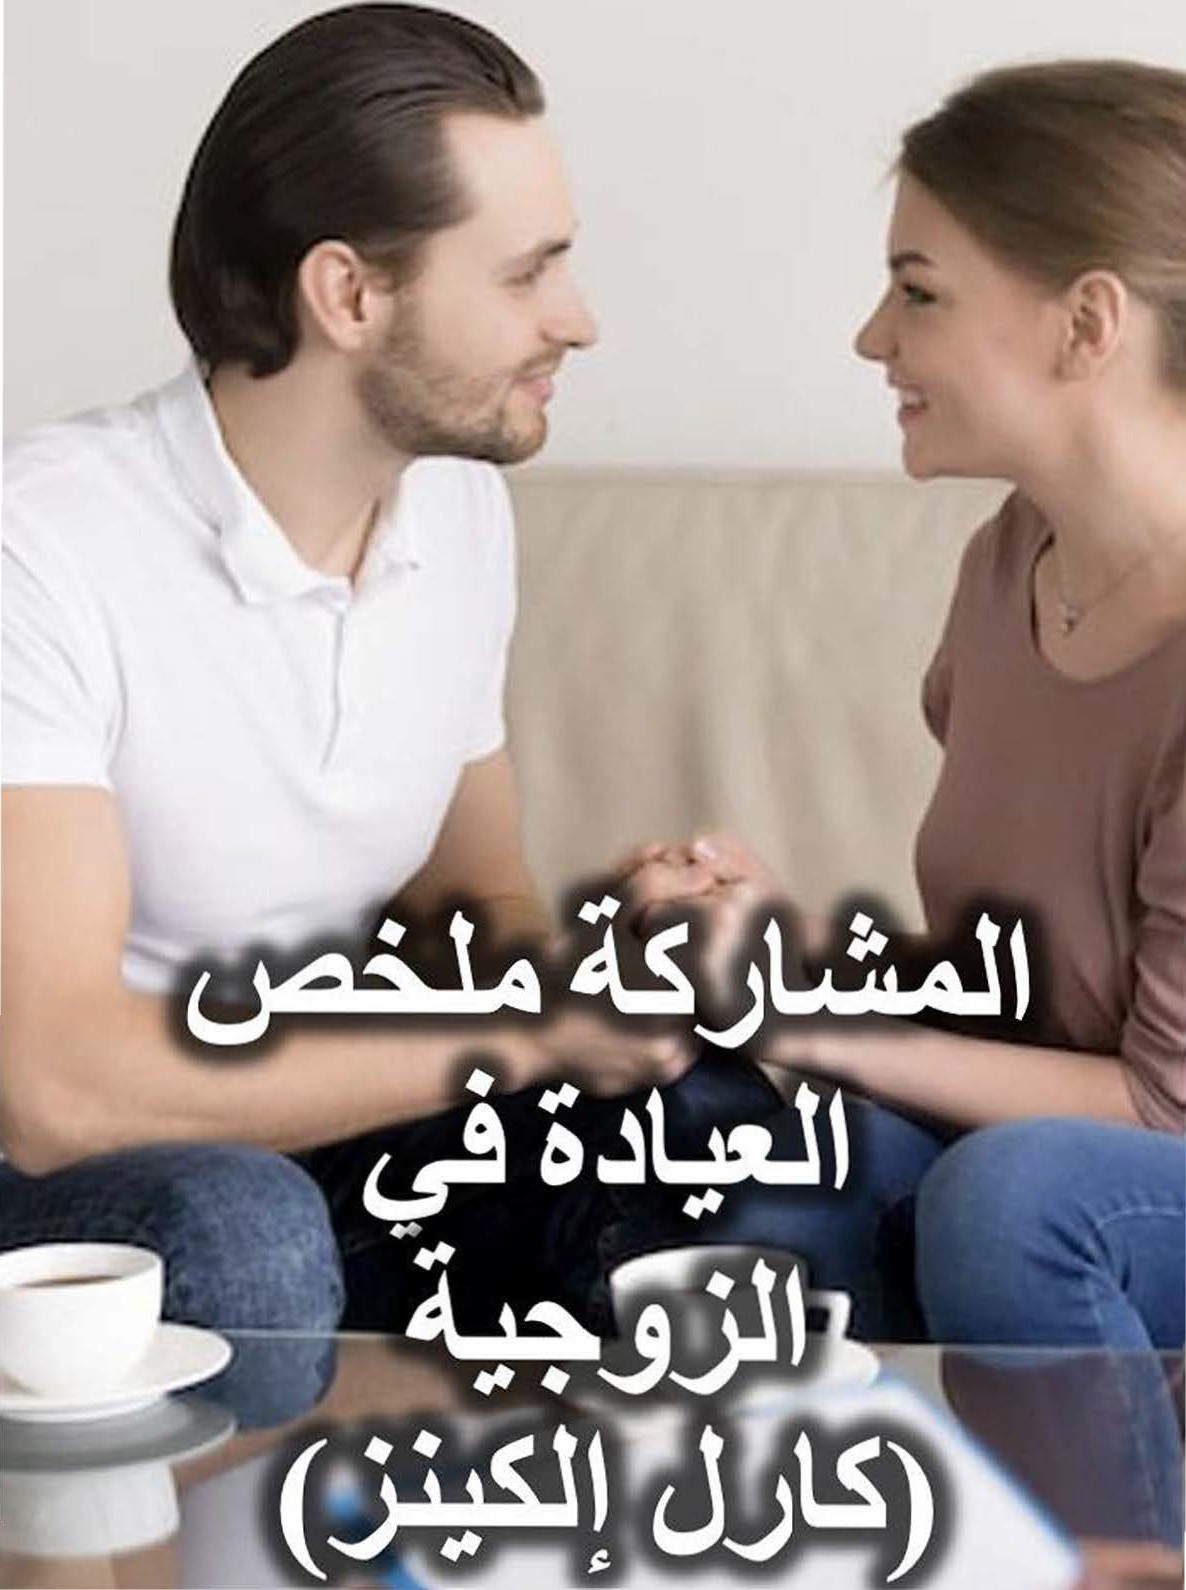 المشاركة ملخص
العيادة في
الزوجية
(كارل إلكينز)